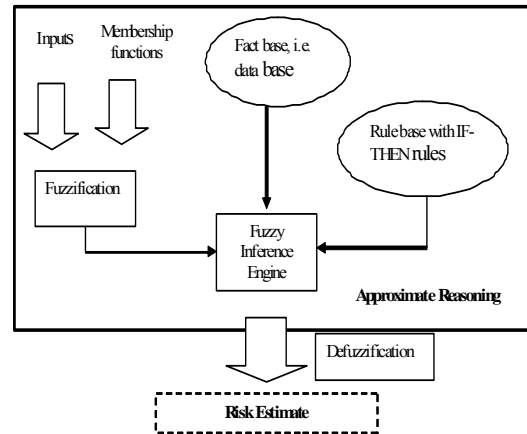 Inputs
Membership
functions
Fact base, i.e.
data base
Rule base with IF-
THEN rules
Fuzzification
Fuzzy
Inference
Engine
Approximate Reasoning
Defuzzification
Risk Estimate